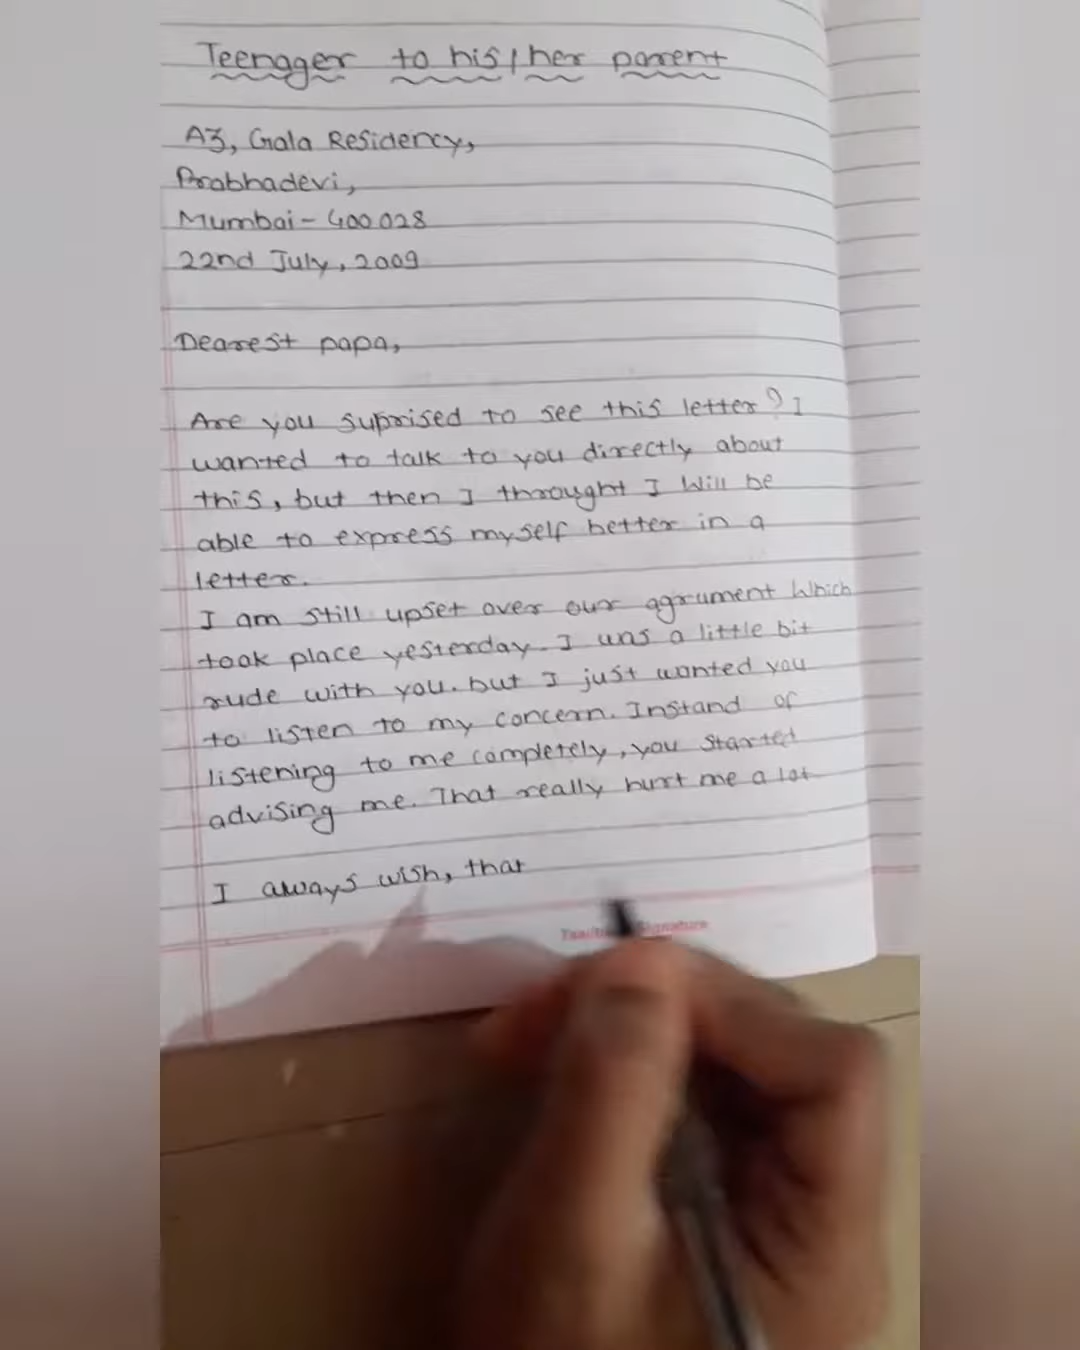 Teenager to his/her parent
A3, Gala Residency,
Prabhadevi,
Mumbai - 400 028
22nd July, 2009
Dearest papa,
Are you suprised to see this letter? I
wanted to talk to you directly about
this, but then I throught I will be
able to express myself better in a
letter.
I am still upset over our agrument which
took place yesterday. I was a little bit
rude with you. but I just wanted you
to listen to my concern. Instand of
listening to me completely, you started
advising me. That really hurt me a lot
I aways wish, that
Signature